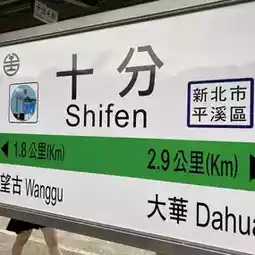 十分
Shifen
新北市
平溪區
1.8公里(Km)
2.9公里(Km)
望古 Wanggu
大華 Dahua